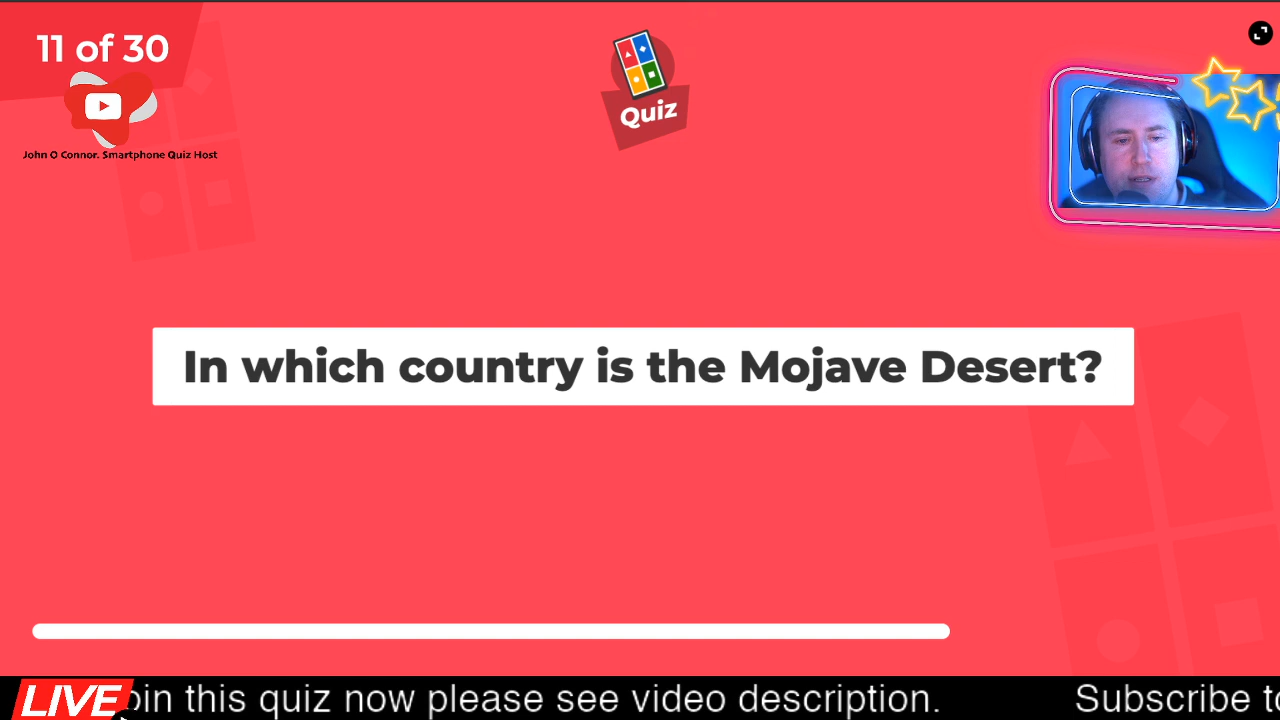 11 of 30
John O Connor. Smartphone Quiz Host
Quiz
In which country is the Mojave Desert?
LIVE
oin this quiz now please see video description. Subscribe to